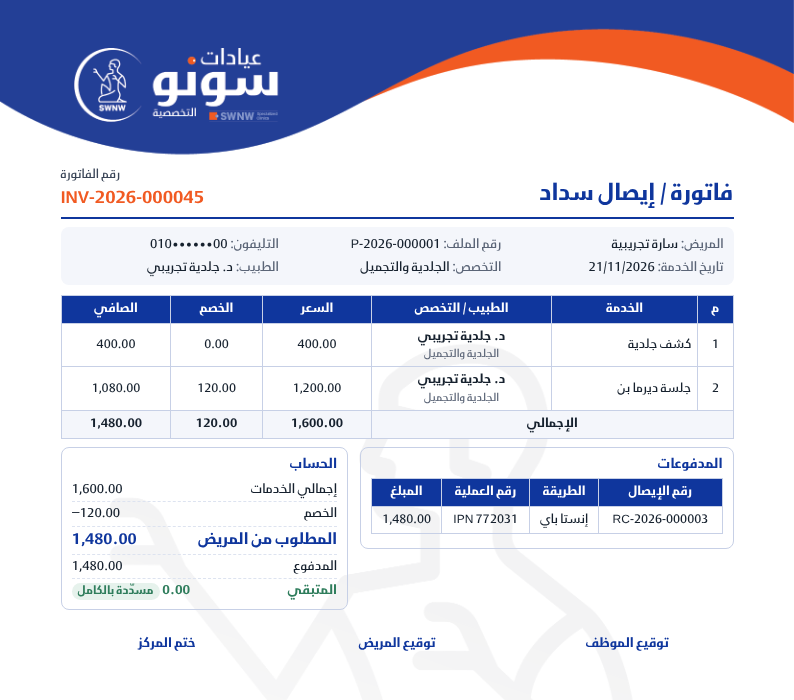 عيادات
سونو
التخصصية SWNW
SWNW
رقم الفاتورة
فاتورة / إيصال سداد INV-2026-000045
المريض: سارة تجريبية رقم الملف: P-2026-000001 التليفون: 010••••••00
تاريخ الخدمة: 21/11/2026 التخصص: الجلدية والتجميل الطبيب: د. جلدية تجريبي
م الخدمة الطبيب / التخصص السعر الخصم الصافي
1 كشف جلدية د. جلدية تجريبي 400.00 0.00 400.00
الجلدية والتجميل
2 جلسة ديرما بن د. جلدية تجريبي 1,200.00 120.00 1,080.00
الجلدية والتجميل
الإجمالي 1,600.00 120.00 1,480.00
المدفوعات
رقم الإيصال الطريقة رقم العملية المبلغ
RC-2026-000003 إنستا باي IPN 772031 1,480.00
الحساب
إجمالي الخدمات 1,600.00
الخصم −120.00
المطلوب من المريض 1,480.00
المدفوع 1,480.00
المتبقي 0.00 مسدّدة بالكامل
توقيع الموظف توقيع المريض ختم المركز